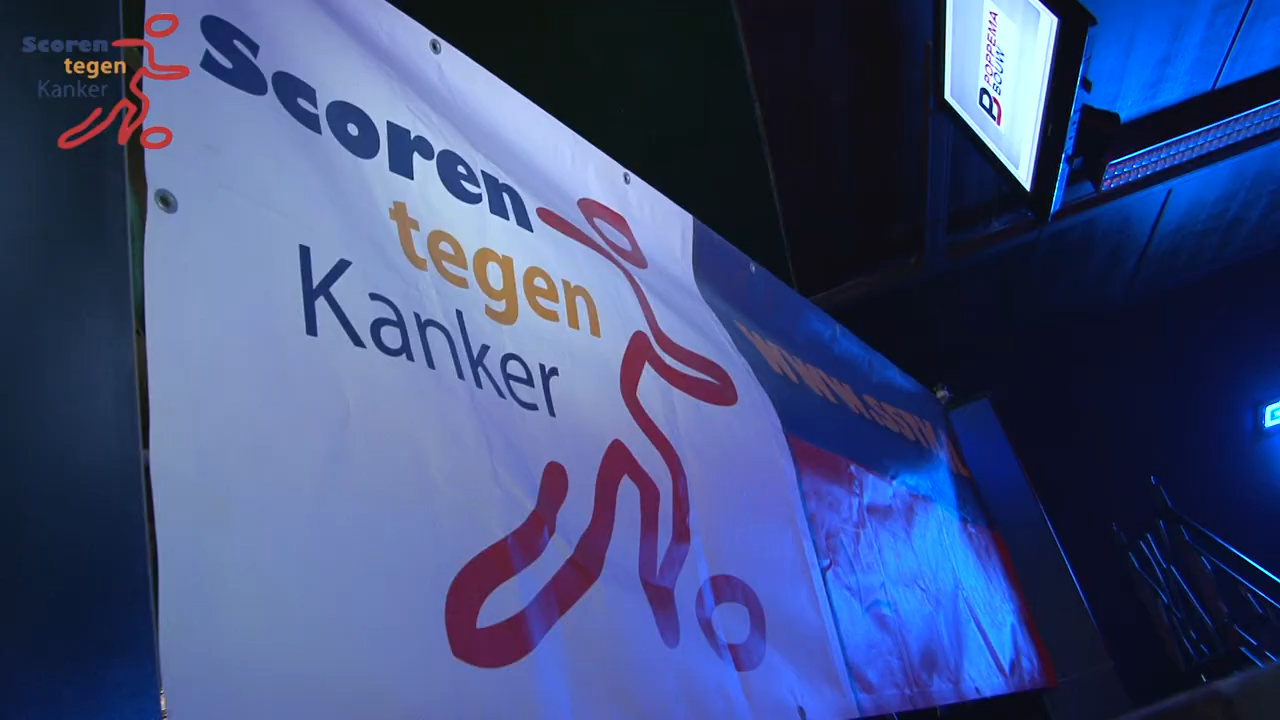 Scoren
tegen
Kanker
Scoren
tegen
Kanker
POPPEMA
BOUW